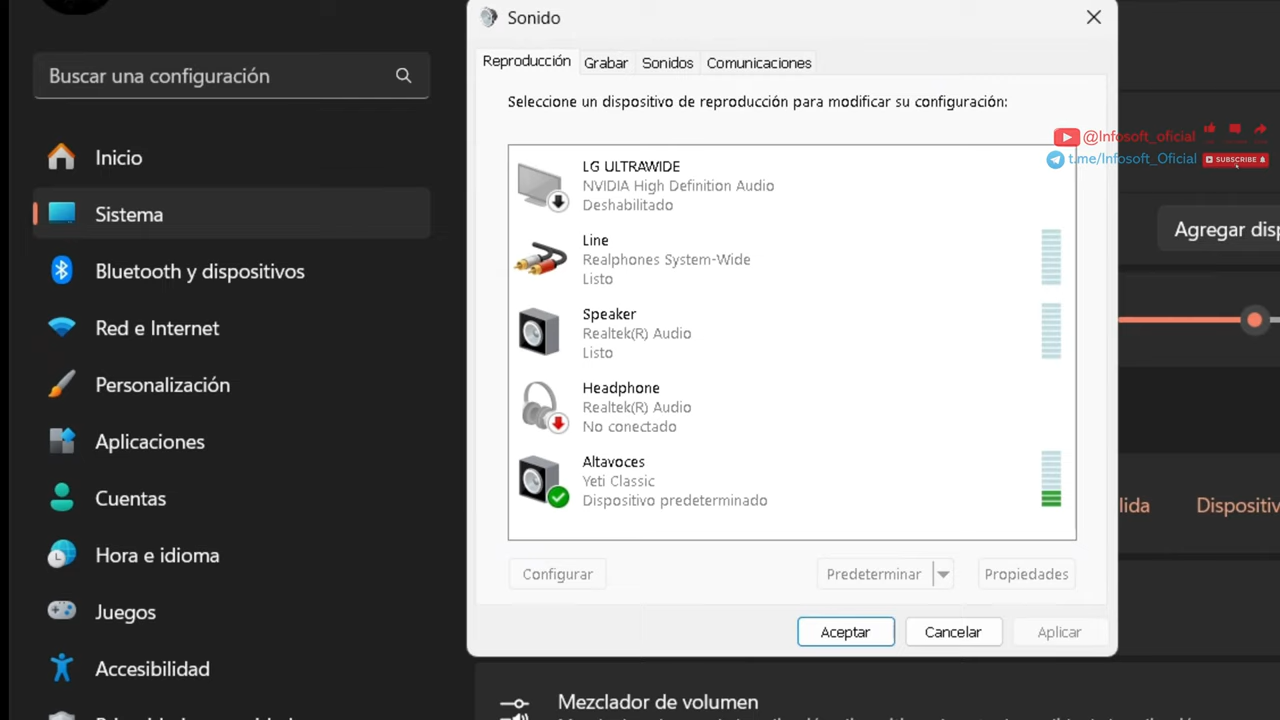 Sonido
Buscar una configuración
Inicio
Sistema
Bluetooth y dispositivos
Red e Internet
Personalización
Aplicaciones
Cuentas
Hora e idioma
Juegos
Accesibilidad
Reproducción
Grabar
Sonidos
Comunicaciones
Seleccione un dispositivo de reproducción para modificar su configuración:
LG ULTRAWIDE
NVIDIA High Definition Audio
Deshabilitado
Line
Realphones System-Wide
Listo
Speaker
Realtek(R) Audio
Listo
Headphone
Realtek(R) Audio
No conectado
Altavoces
Yeti Classic
Dispositivo predeterminado
Configurar
Predeterminar
Propiedades
Aceptar
Cancelar
Aplicar
@Infosoft_oficial
t.me/Infosoft_Oficial
SUBSCRIBE
Agregar disp
lida
Dispositiv
Mezclador de volumen